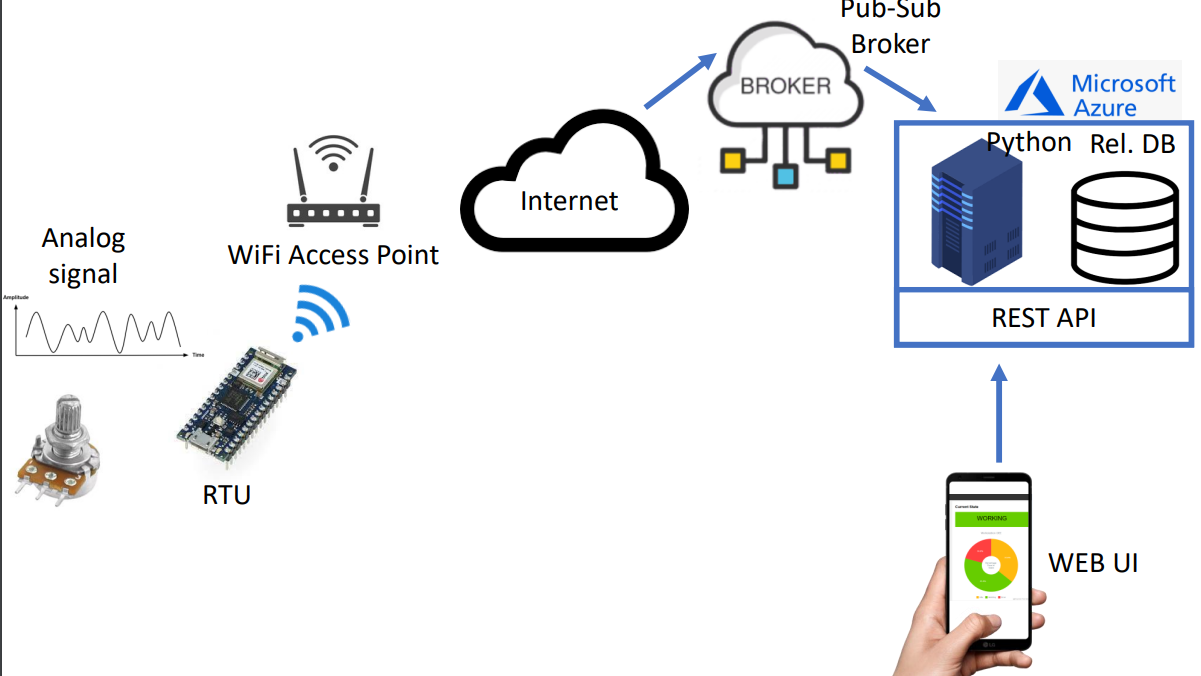 Pub-Sub
Broker
BROKER
Microsoft
Azure
Python
Rel. DB
Internet
WiFi Access Point
Analog
signal
Amplitude
Time
REST API
RTU
Current State
WORKING
WEB UI
LG